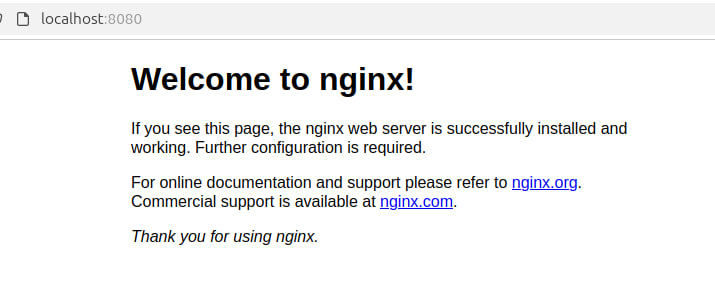 localhost:8080
Welcome to nginx!
If you see this page, the nginx web server is successfully installed and
working. Further configuration is required.
For online documentation and support please refer to nginx.org.
Commercial support is available at nginx.com.
Thank you for using nginx.